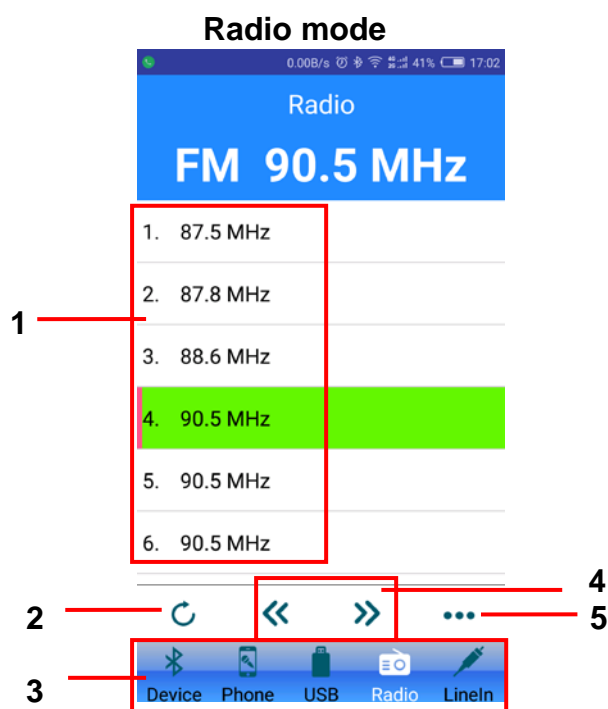 Radio mode
0.00B/s 41% 17:02
Radio
FM 90.5 MHz
1. 87.5 MHz
2. 87.8 MHz
1
3. 88.6 MHz
4. 90.5 MHz
5. 90.5 MHz
6. 90.5 MHz
4
2
5
3
Device Phone USB Radio LineIn